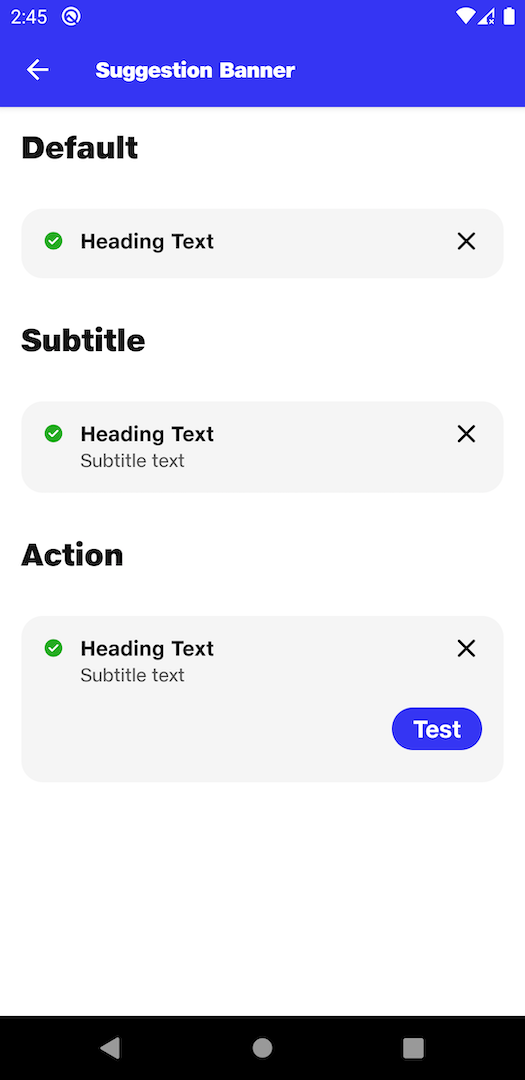 2:45
Suggestion Banner
Default
Heading Text
Subtitle
Heading Text
Subtitle text
Action
Heading Text
Subtitle text
Test